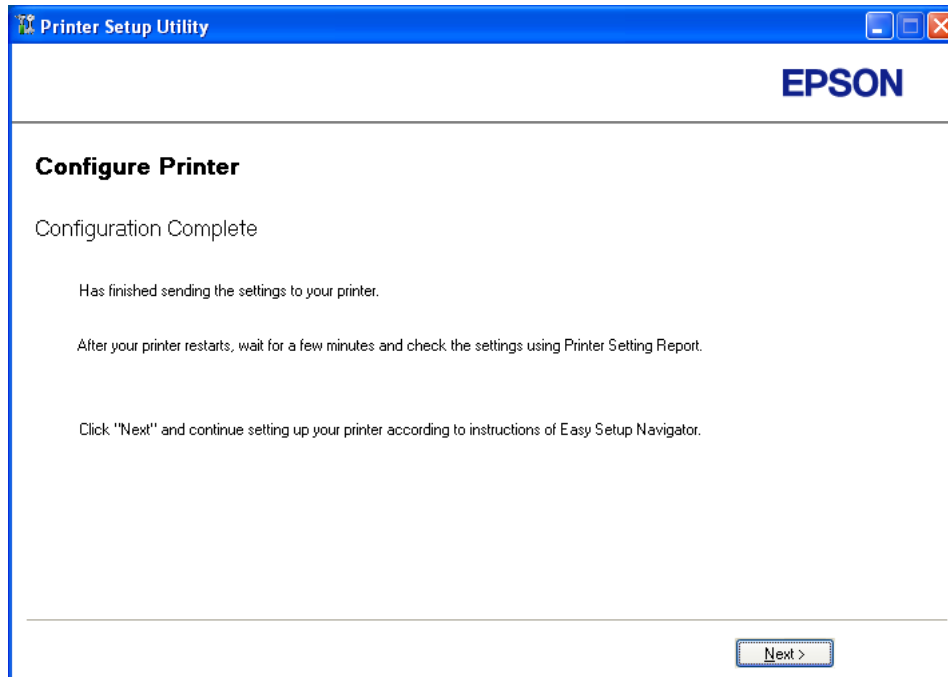 Printer Setup Utility
EPSON
Configure Printer
Configuration Complete
Has finished sending the settings to your printer.
After your printer restarts, wait for a few minutes and check the settings using Printer Setting Report.
Click "Next" and continue setting up your printer according to instructions of Easy Setup Navigator.
Next >